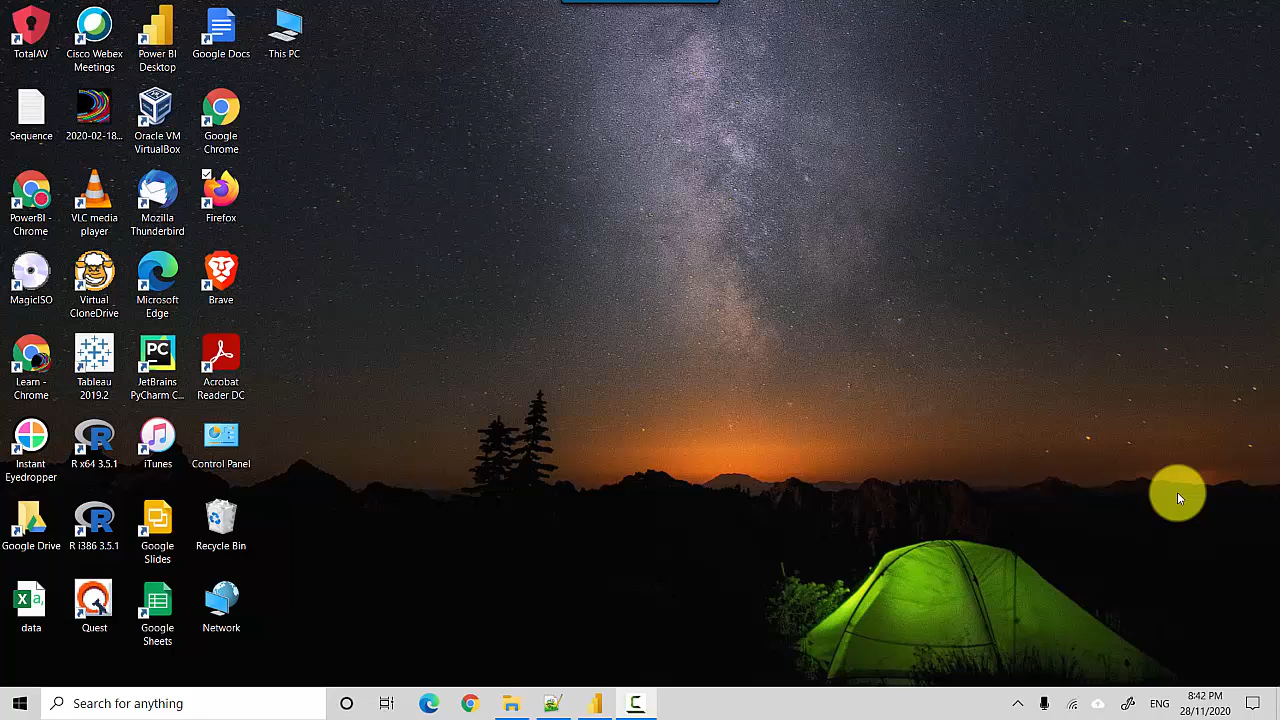 TotalAV
Cisco Webex
Meetings
Power BI
Desktop
Google Docs
This PC
Sequence
2020-02-18...
Oracle VM
VirtualBox
Google
Chrome
PowerBI -
Chrome
VLC media
player
Mozilla
Thunderbird
Firefox
MagicISO
Virtual
CloneDrive
Microsoft
Edge
Brave
Learn -
Chrome
Tableau
2019.2
PC
JetBrains
PyCharm C...
Acrobat
Reader DC
Instant
Eyedropper
R x64 3.5.1
iTunes
Control Panel
Google Drive
R i386 3.5.1
Google
Slides
Recycle Bin
data
Quest
Google
Sheets
Network
Search for anything
ENG
8:42 PM
28/11/2020